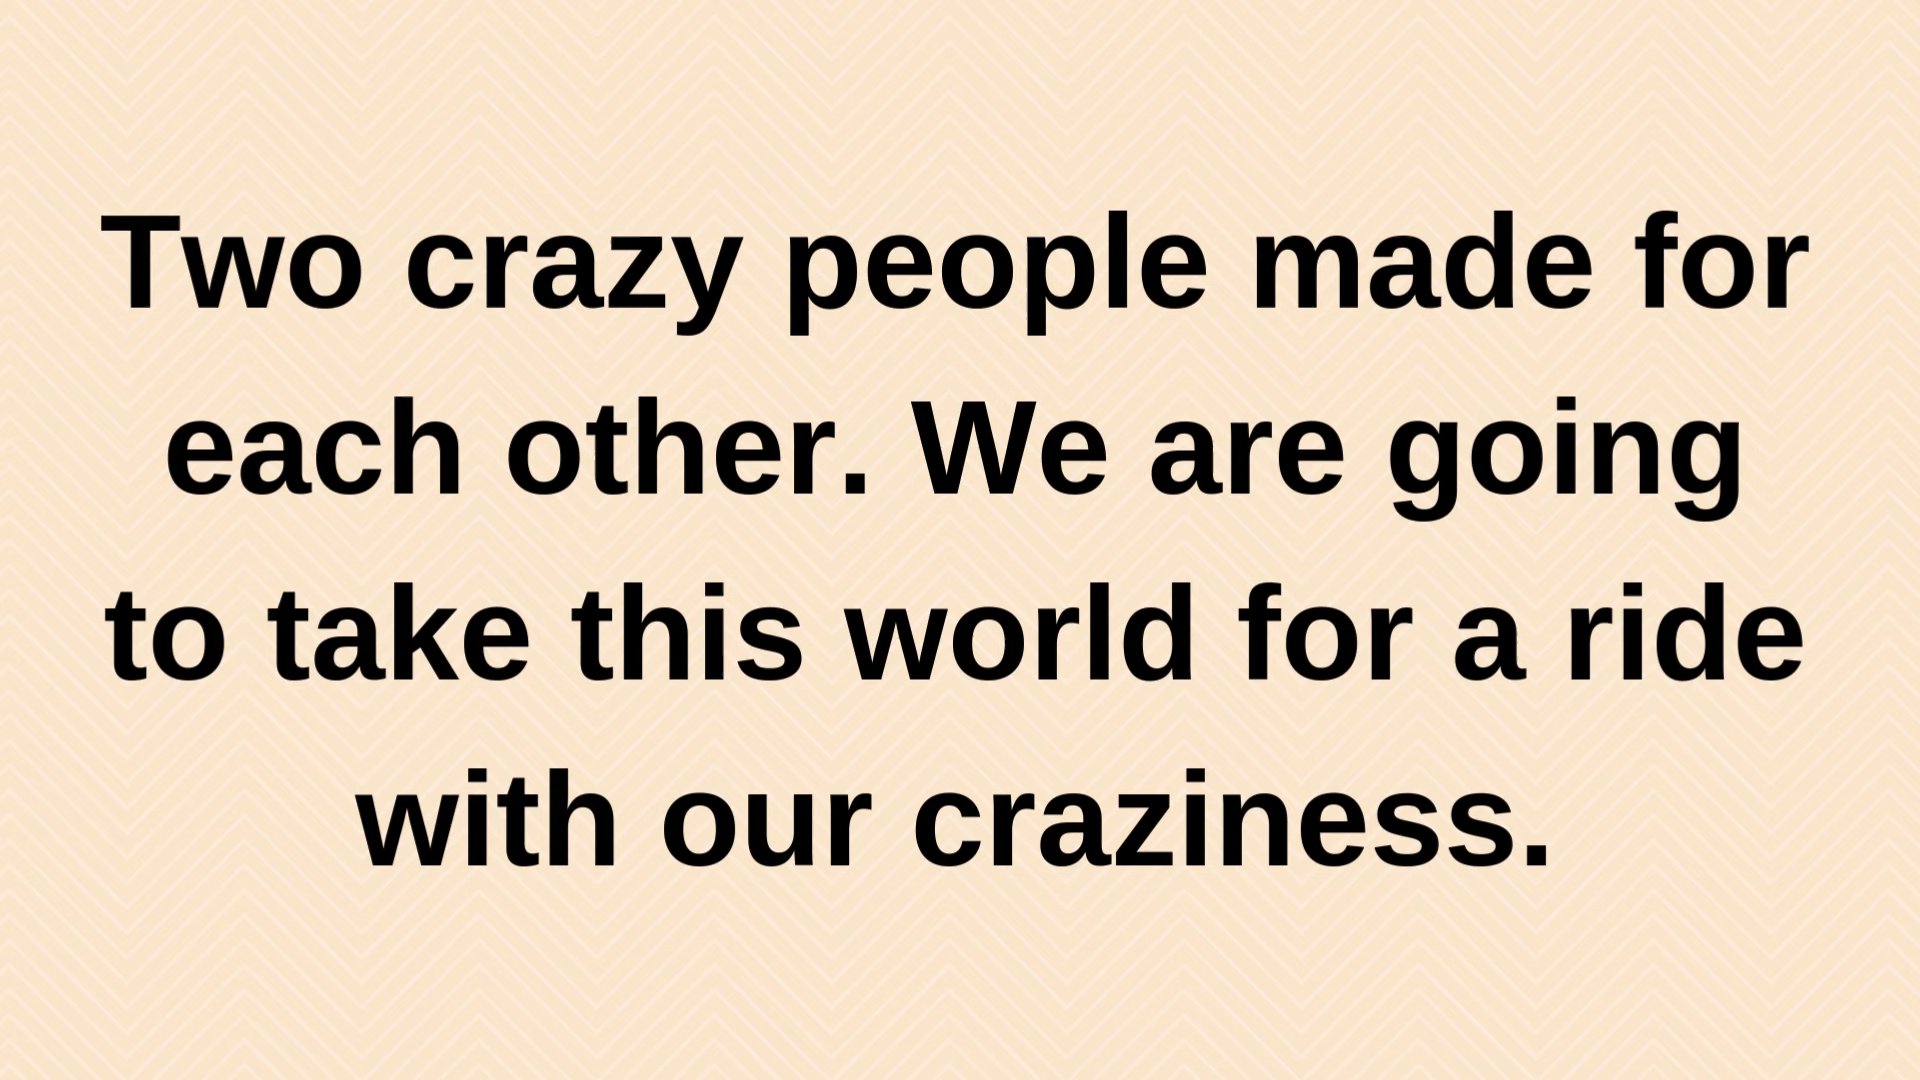 Two crazy people made for
each other. We are going
to take this world for a ride
with our craziness.